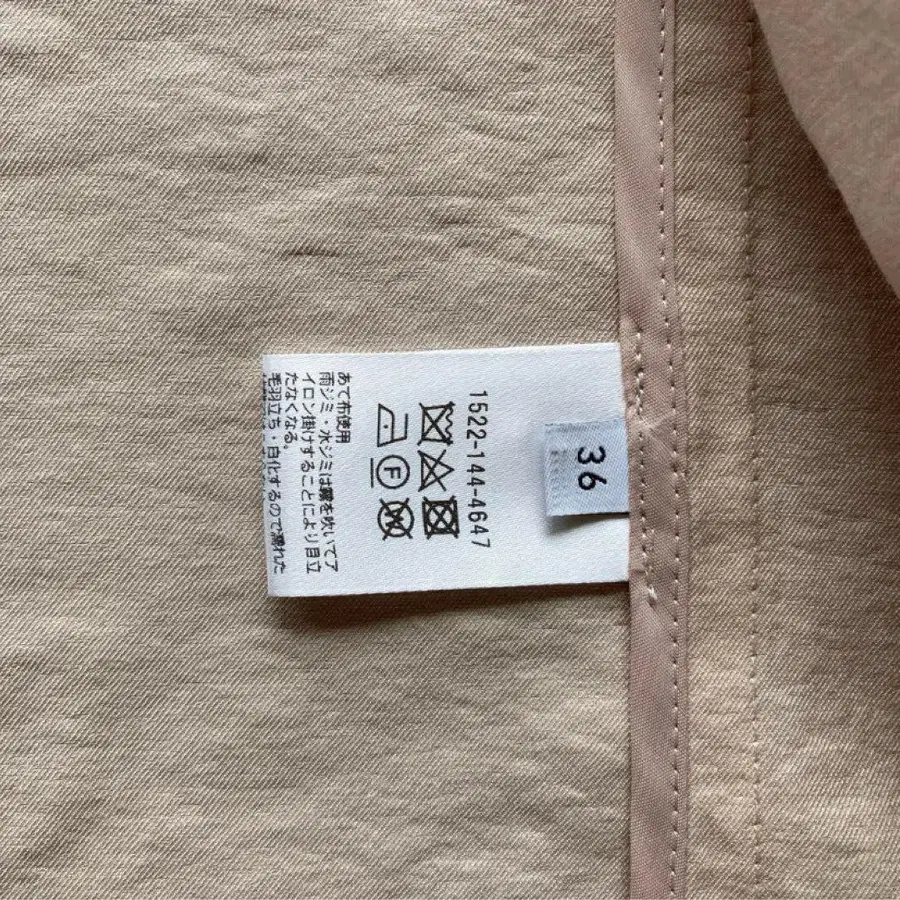 36
1522-144-4647
F
W
あて布使用
雨ジミ・水ジミは霧を吹いてア
イロン掛けすることにより目立
たなくなる。
毛羽立ち・白化するので濡れた